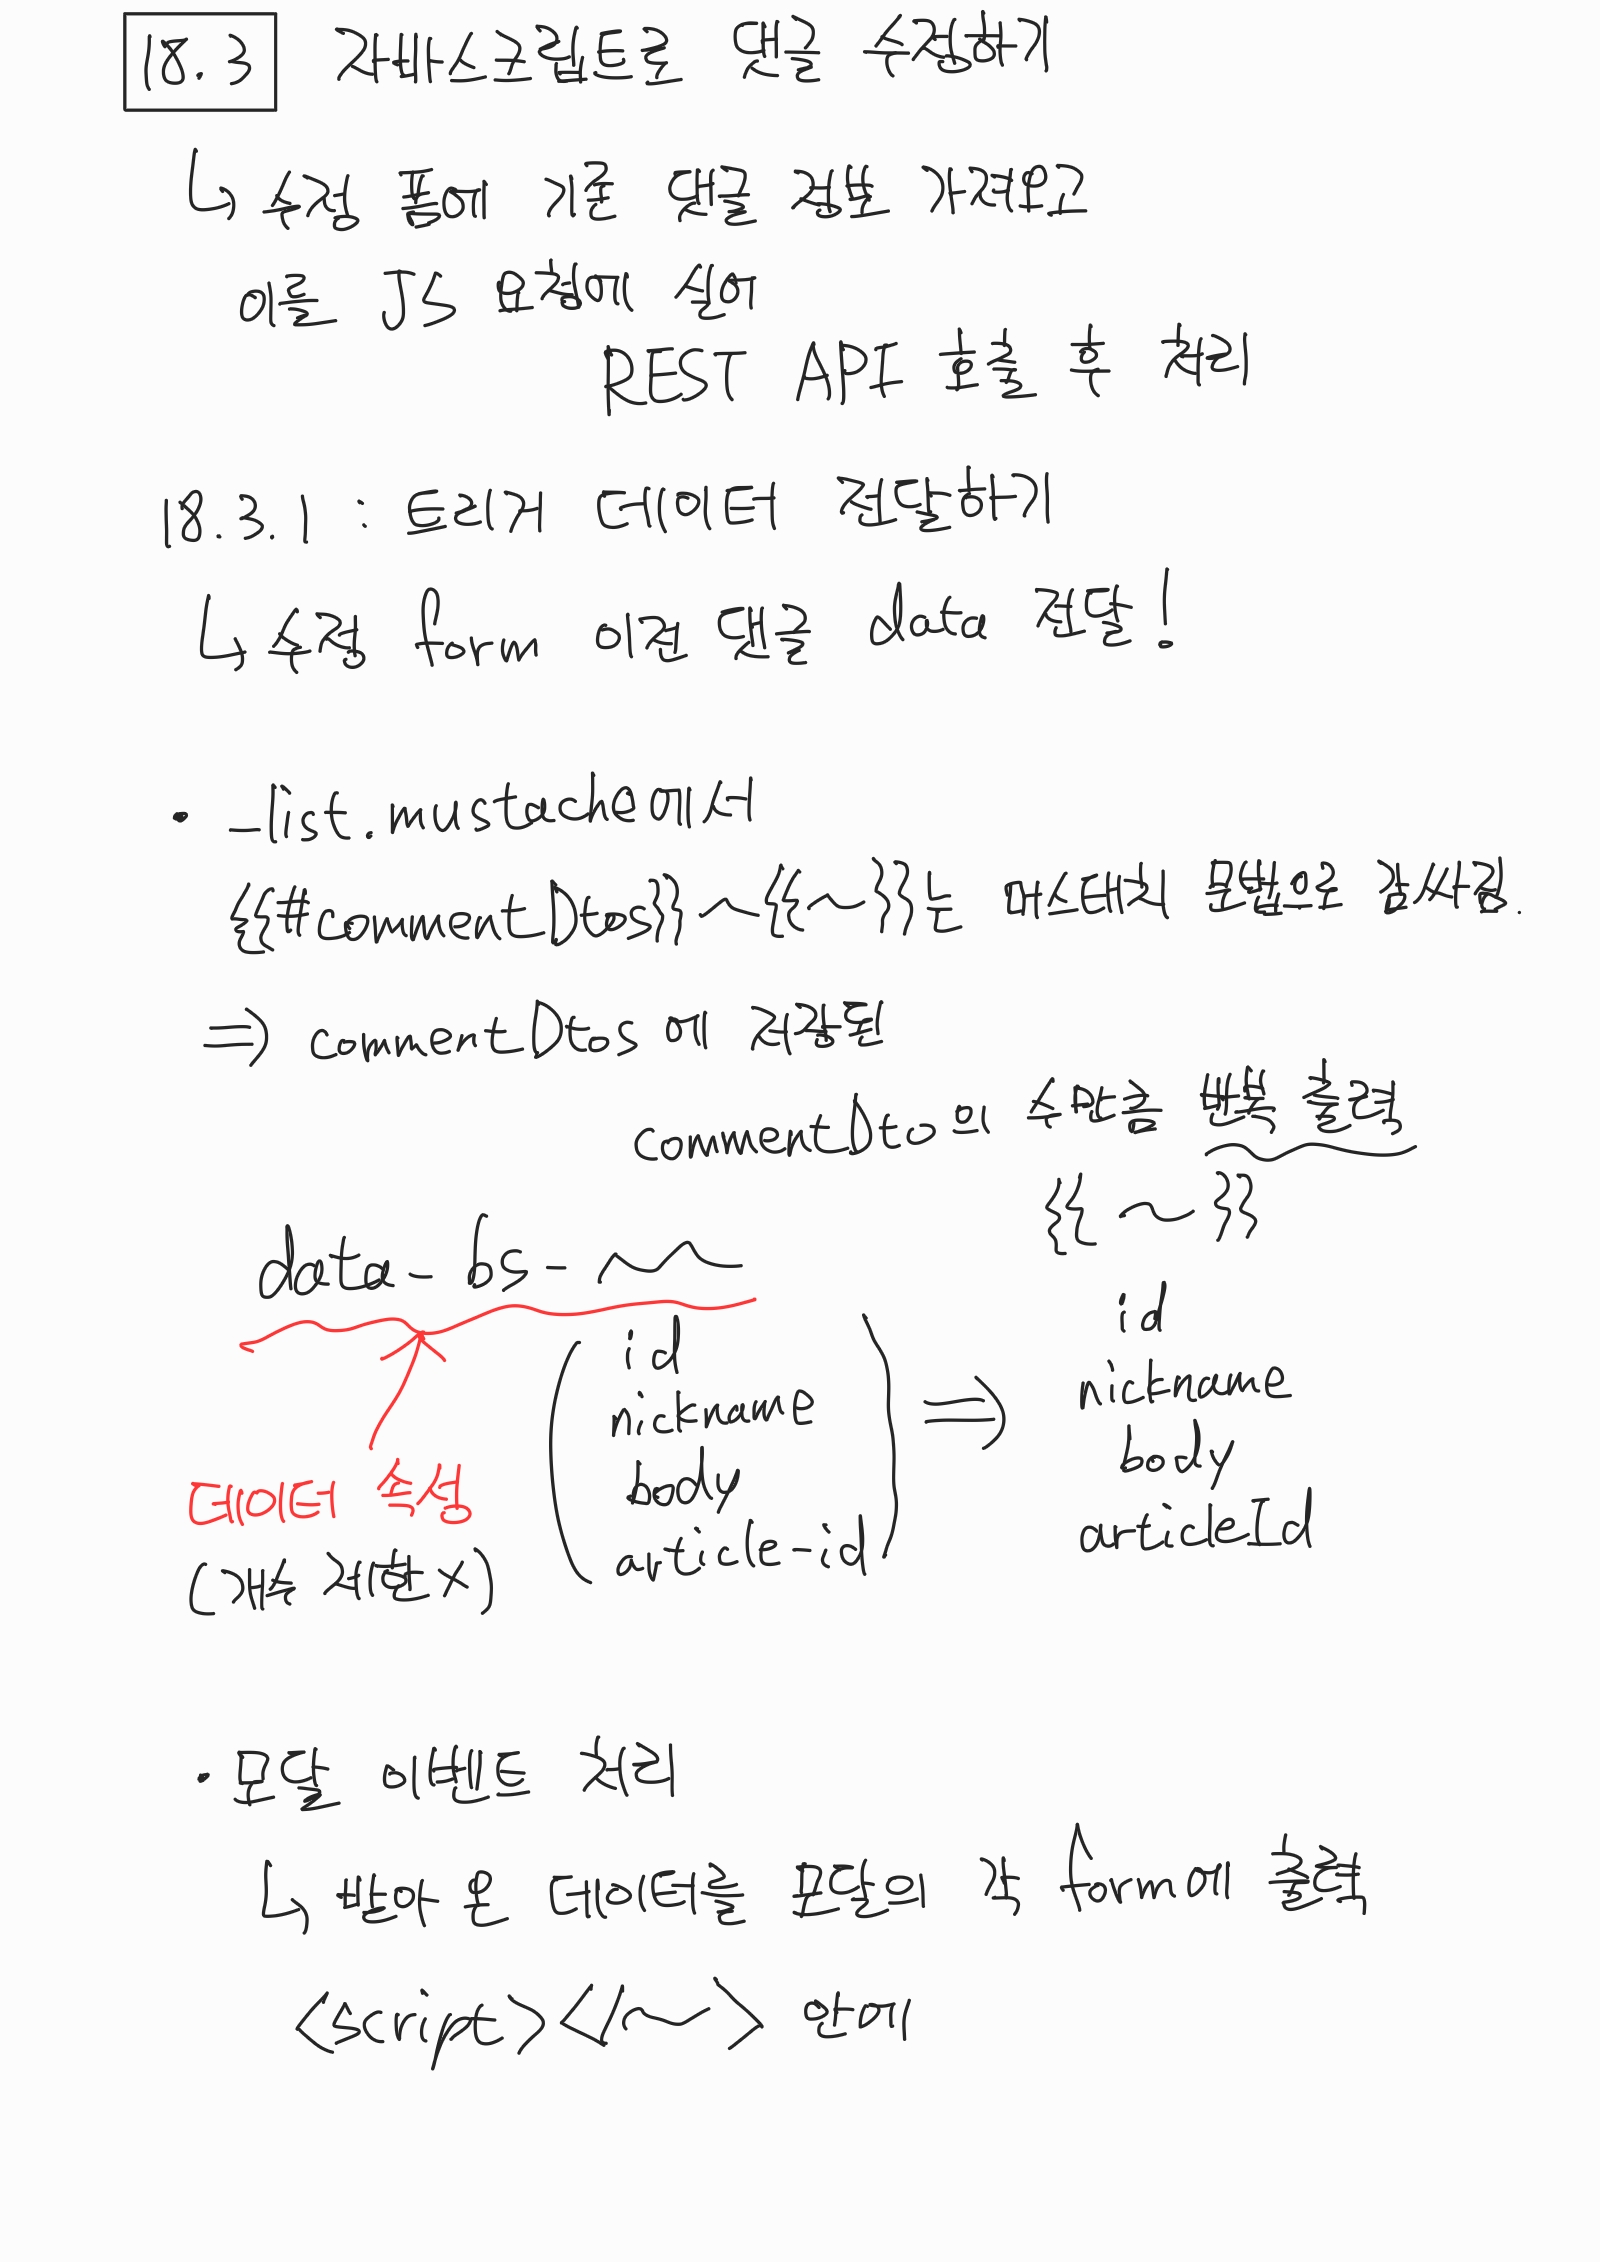 18.3 자바스크립트로 댓글 수정하기
↳ 수정 폼에 기존 댓글 정보 가져오고
이를 JS 요청에 실어
REST API 호출 후 처리
18.3.1 : 트리거 데이터 전달하기
↳ 수정 form 이전 댓글 data 전달!
• _list.mustache에서
{{#commentDtos}} ~ {{~}}는 머스테치 문법으로 감싸짐.
⇒ commentDtos에 저장된
commentDto의 수만큼 반복 출력
{{ ~ }}
data-bs-~
id
id
nickname ⇒ nickname
body
body
데이터 속성
article-id
articleId
(개수 제한 X)
• 모달 이벤트 처리
↳ 받아 온 데이터를 모달의 각 form에 출력
<script></~> 안에